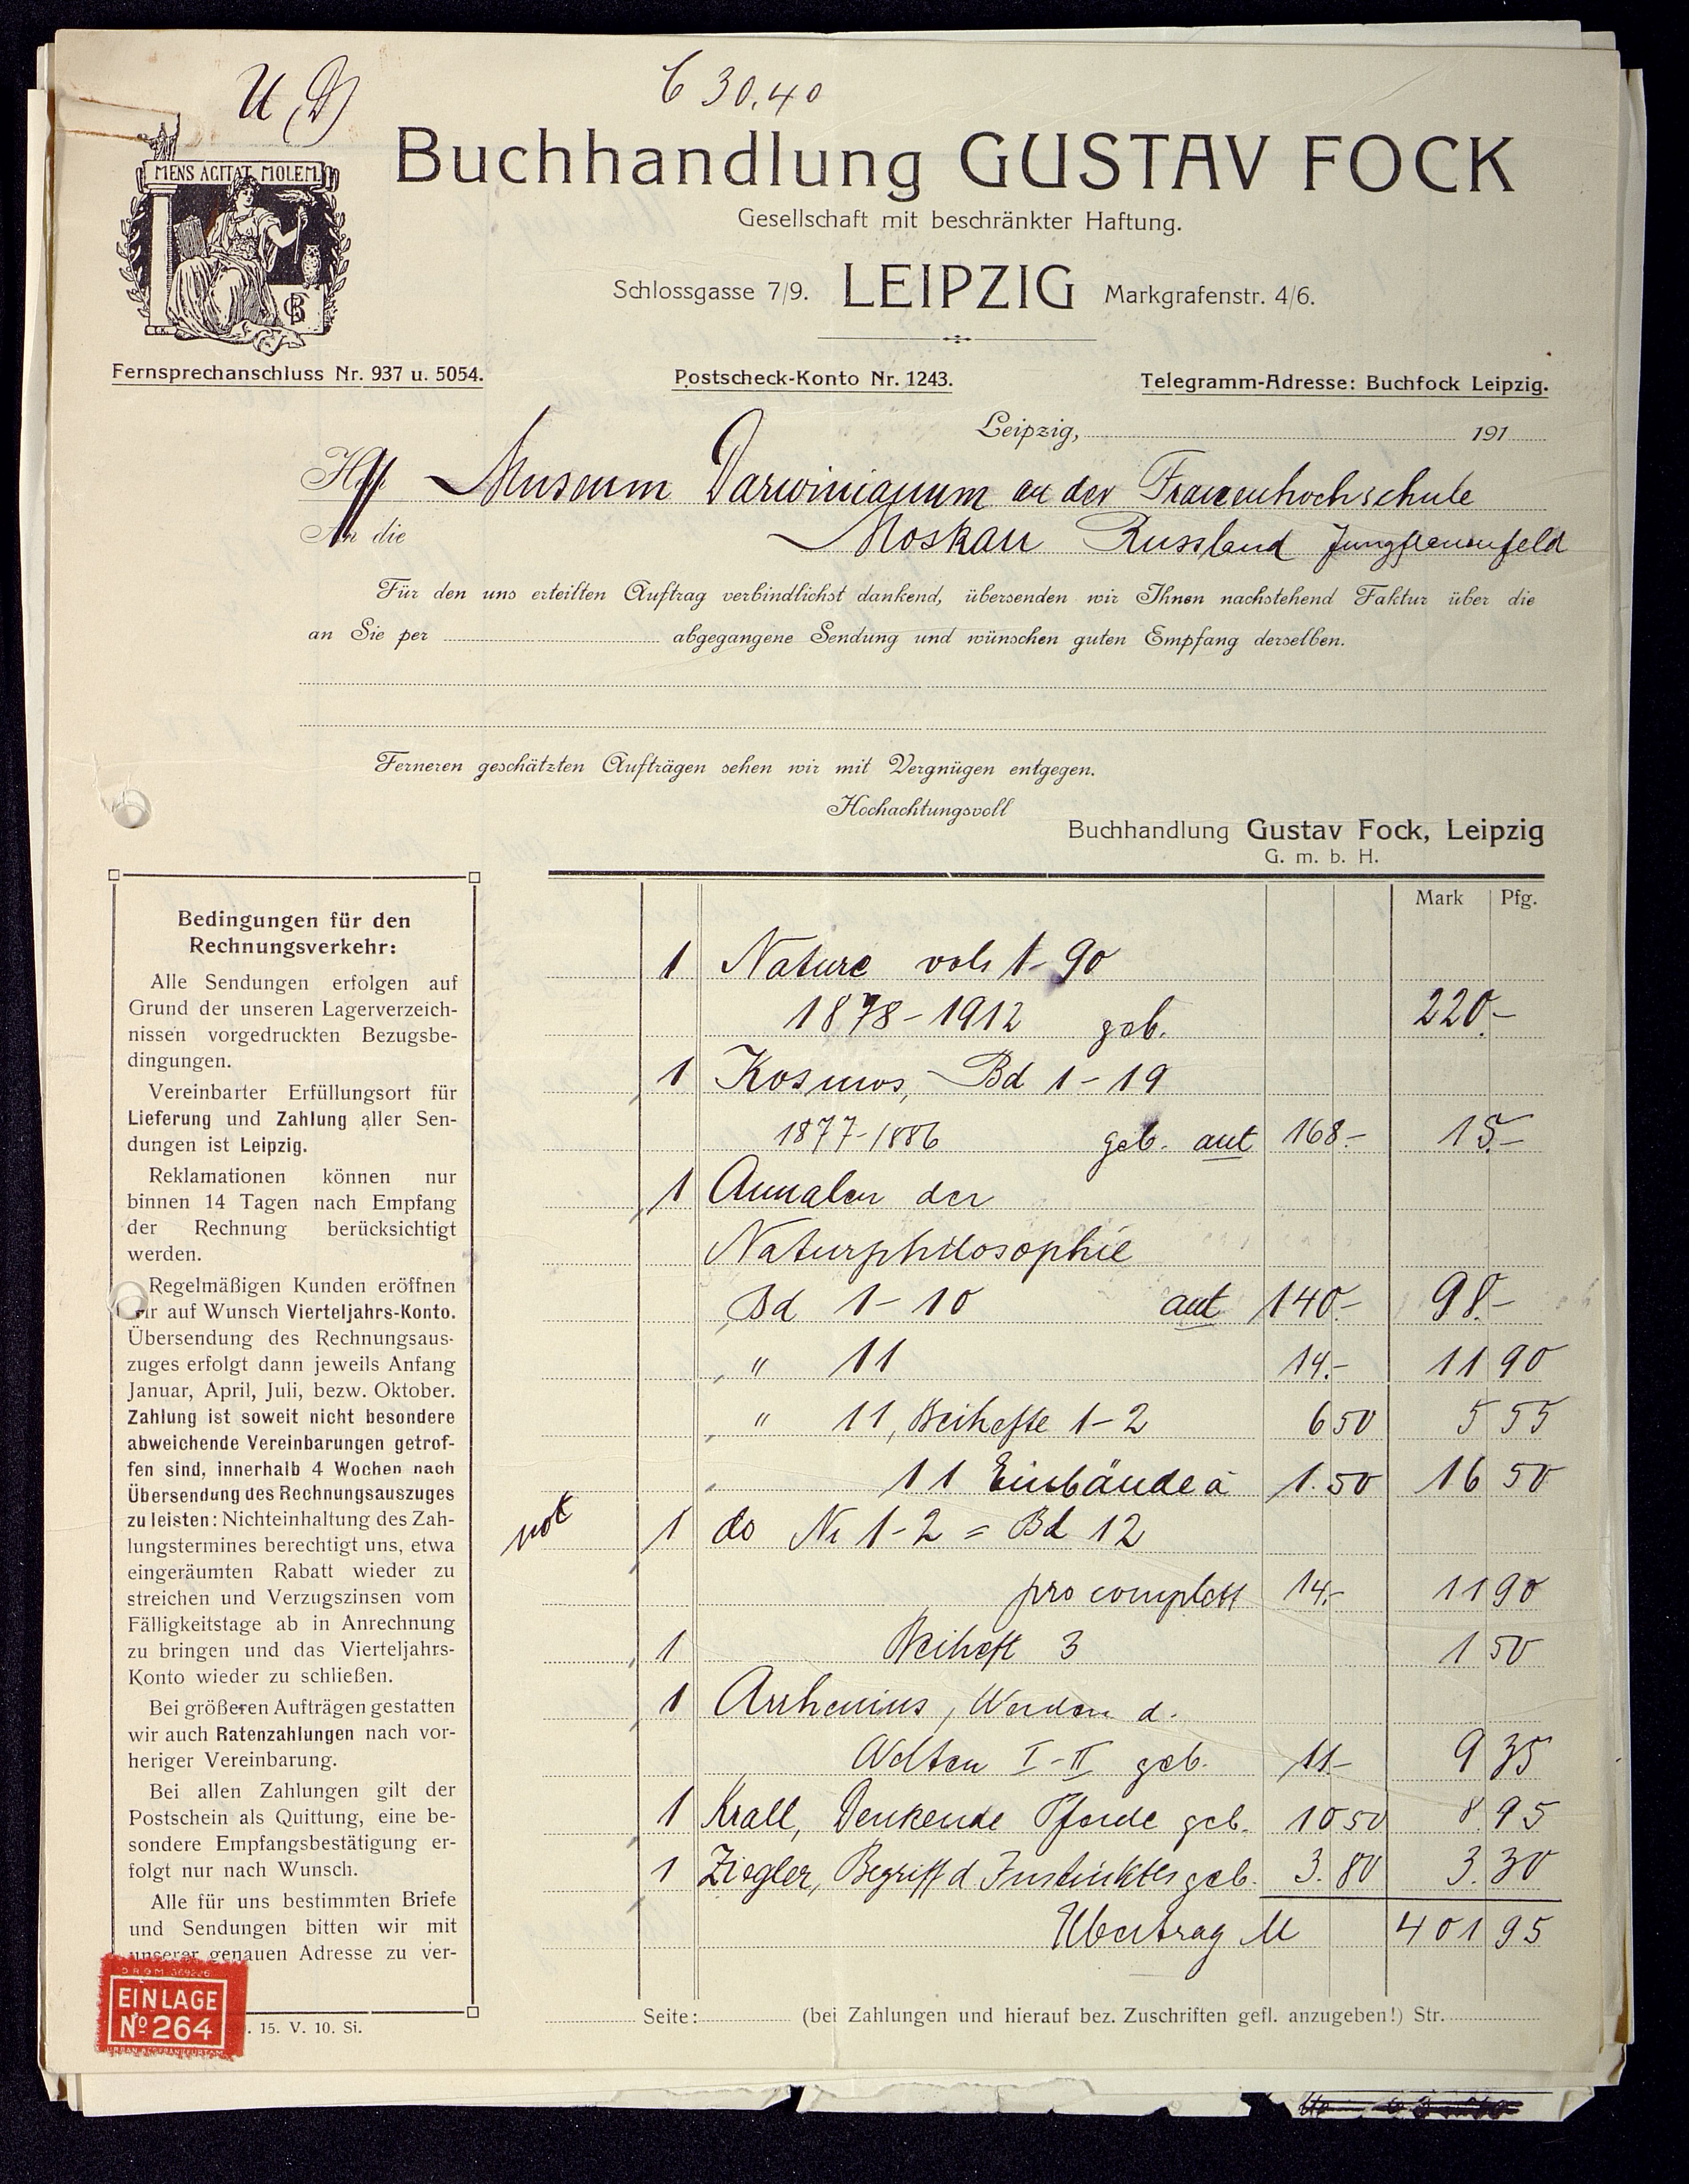 U (D)
6 30,40
MENS AGITAT MOLEM
Buchhandlung GUSTAV FOCK
Gesellschaft mit beschränkter Haftung.
Schlossgasse 7/9. LEIPZIG Markgrafenstr. 4/6.
Fernsprechanschluss Nr. 937 u. 5054. Postscheck-Konto Nr. 1243. Telegramm-Adresse: Buchfock Leipzig.
Leipzig, 191
Museum Darwinianum an der Frauenhochschule
An die Moskau Russland Jungfrauenfeld
Für den uns erteilten Auftrag verbindlichst dankend, übersenden wir Ihnen nachstehend Faktur über die
an Sie per abgegangene Sendung und wünschen guten Empfang derselben.
Ferneren geschätzten Aufträgen sehen wir mit Vergnügen entgegen.
Hochachtungsvoll
Buchhandlung Gustav Fock, Leipzig
G. m. b. H.
Bedingungen für den
Rechnungsverkehr:
Alle Sendungen erfolgen auf
Grund der unseren Lagerverzeich-
nissen vorgedruckten Bezugsbe-
dingungen.
Vereinbarter Erfüllungsort für
Lieferung und Zahlung aller Sen-
dungen ist Leipzig.
Reklamationen können nur
binnen 14 Tagen nach Empfang
der Rechnung berücksichtigt
werden.
Regelmäßigen Kunden eröffnen
wir auf Wunsch Vierteljahrs-Konto.
Übersendung des Rechnungsaus-
zuges erfolgt dann jeweils Anfang
Januar, April, Juli, bezw. Oktober.
Zahlung ist soweit nicht besondere
abweichende Vereinbarungen getrof-
fen sind, innerhalb 4 Wochen nach
Übersendung des Rechnungsauszuges
zu leisten: Nichteinhaltung des Zah-
lungstermines berechtigt uns, etwa
eingeräumten Rabatt wieder zu
streichen und Verzugszinsen vom
Fälligkeitstage ab in Anrechnung
zu bringen und das Vierteljahrs-
Konto wieder zu schließen.
Bei größeren Aufträgen gestatten
wir auch Ratenzahlungen nach vor-
heriger Vereinbarung.
Bei allen Zahlungen gilt der
Postschein als Quittung, eine be-
sondere Empfangsbestätigung er-
folgt nur nach Wunsch.
Alle für uns bestimmten Briefe
und Sendungen bitten wir mit
unserer genauen Adresse zu ver-
EINLAGE
No 264
. 15. V. 10. Si.
Mark Pfg.
1 Nature vols 1-90
1878-1912 geb. 220.-
1 Kosmos, Bd 1-19
1877-1886 geb. ant 168.- 15.-
1 Annalen der
Naturphilosophie
Bd 1-10 ant 140.- 98.-
" 11 14.- 11 90
" 11, Beihefte 1-2 6 50 5 55
11 Einbände à 1.50 16 50
not 1 do Nr 1-2 = Bd 12
pro complett 14.- 11 90
1 Beiheft 3 1 50
1 Arrhenius, Werden d.
Welten I-II geb. 11.- 9 35
1 Krall, Denkende Pferde geb. 10 50 8.95
1 Ziegler, Begriff d Instinktes geb. 3.80 3.30
Übertrag M 401 95
Seite: (bei Zahlungen und hierauf bez. Zuschriften gefl. anzugeben!) Str.